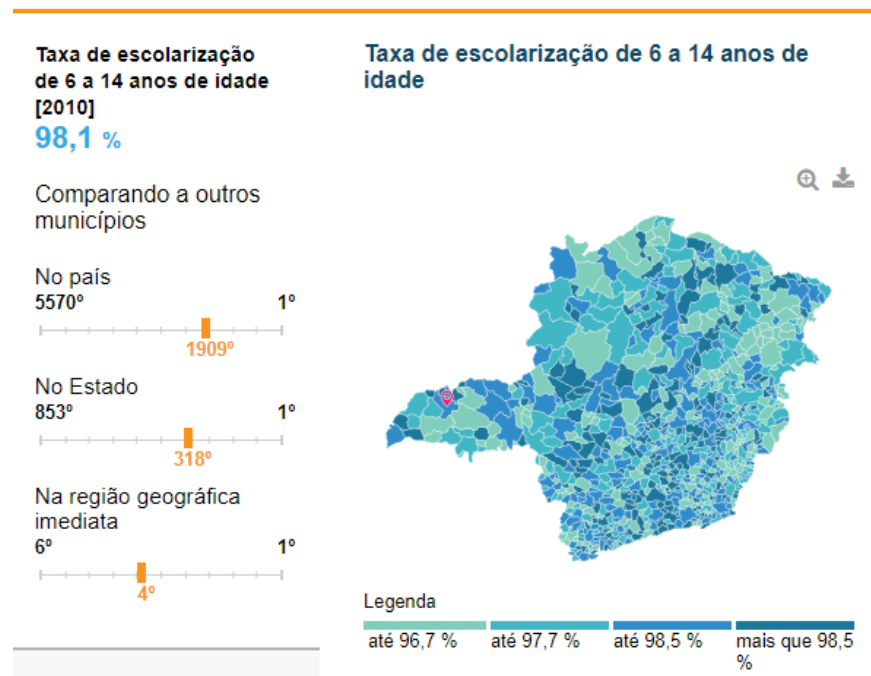 Taxa de escolarização
de 6 a 14 anos de idade
[2010]
98,1 %
Comparando a outros
municípios
No país
5570º 1º
1909º
No Estado
853º 1º
318º
Na região geográfica
imediata
6º 1º
4º
Taxa de escolarização de 6 a 14 anos de
idade
Legenda
até 96,7 % até 97,7 % até 98,5 % mais que 98,5
%